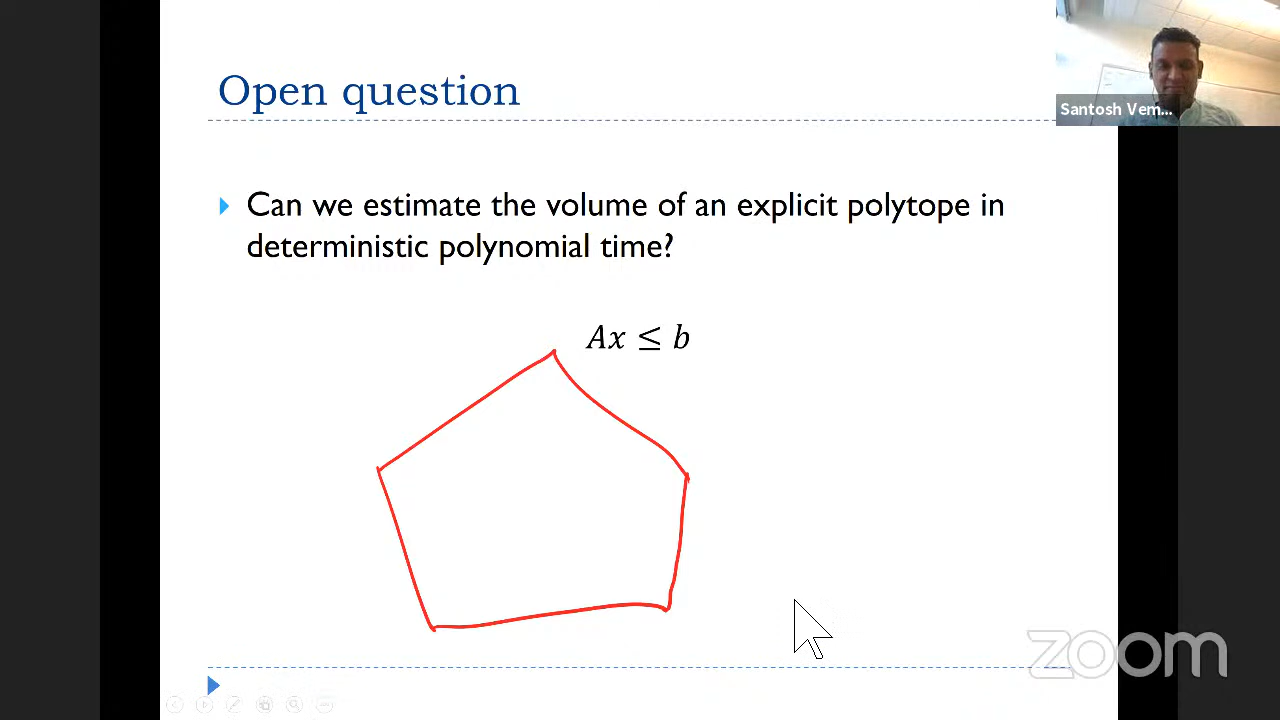 Open question
Santosh Vem...
Can we estimate the volume of an explicit polytope in
deterministic polynomial time?
Ax ≤ b
zoom